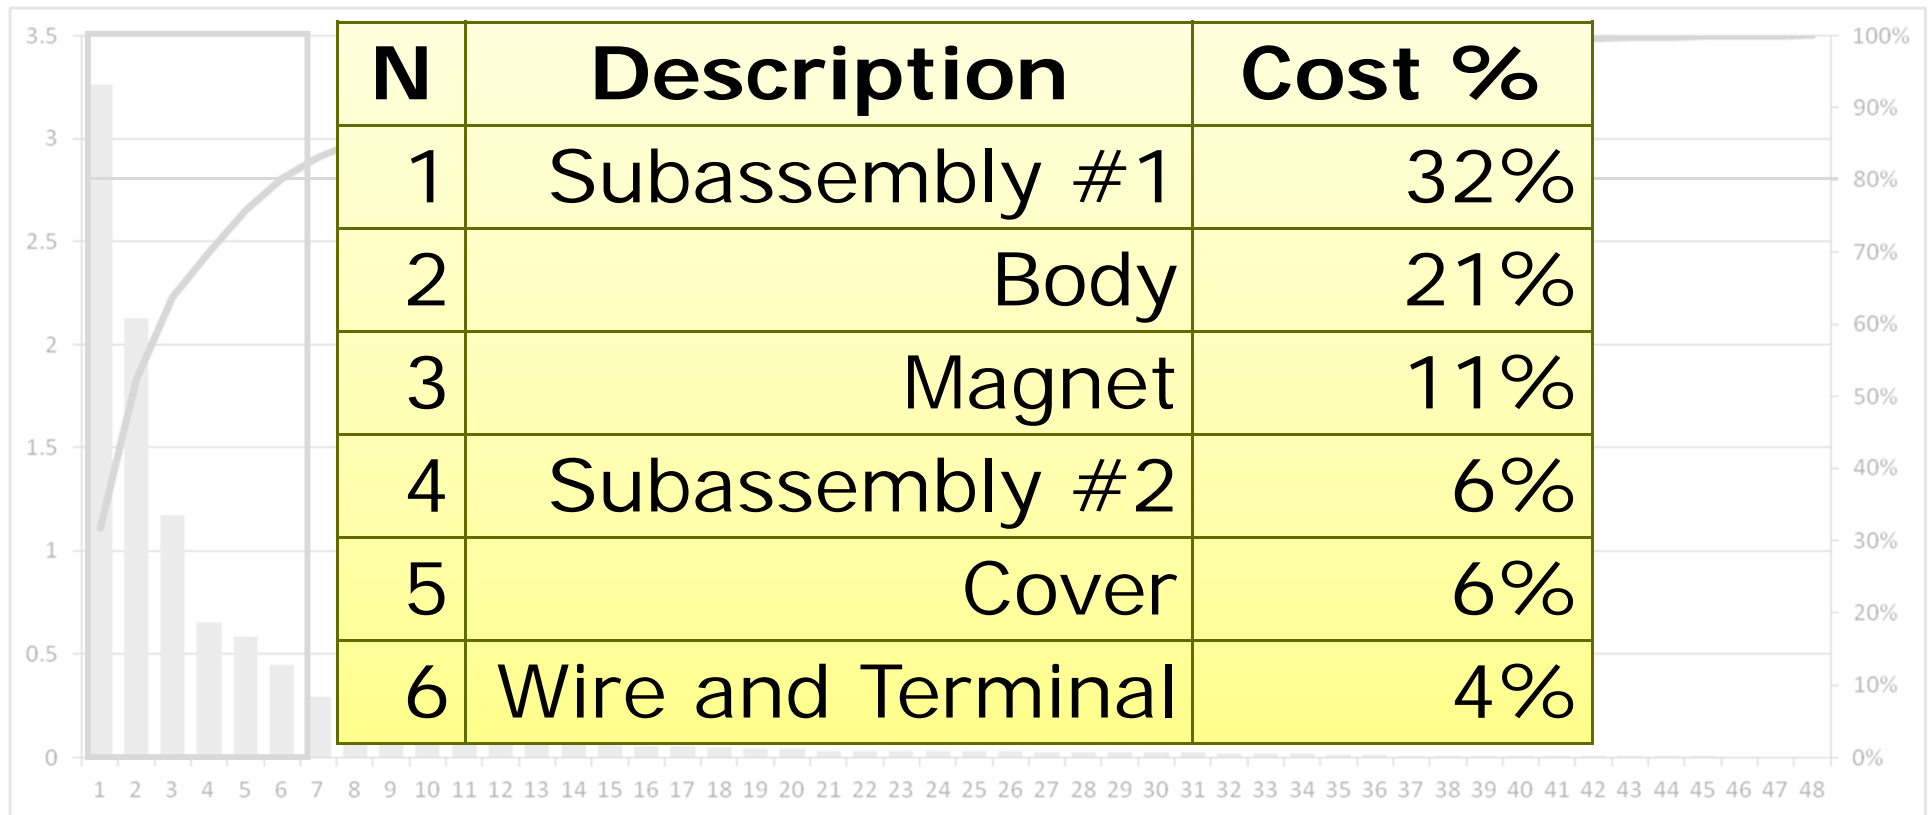 N Description Cost %
1 Subassembly #1 32%
2 Body 21%
3 Magnet 11%
4 Subassembly #2 6%
5 Cover 6%
6 Wire and Terminal 4%
3.5
3
2.5
2
1.5
1
0.5
0
100%
90%
80%
70%
60%
50%
40%
30%
20%
10%
0%
1 2 3 4 5 6 7 8 9 10 11 12 13 14 15 16 17 18 19 20 21 22 23 24 25 26 27 28 29 30 31 32 33 34 35 36 37 38 39 40 41 42 43 44 45 46 47 48